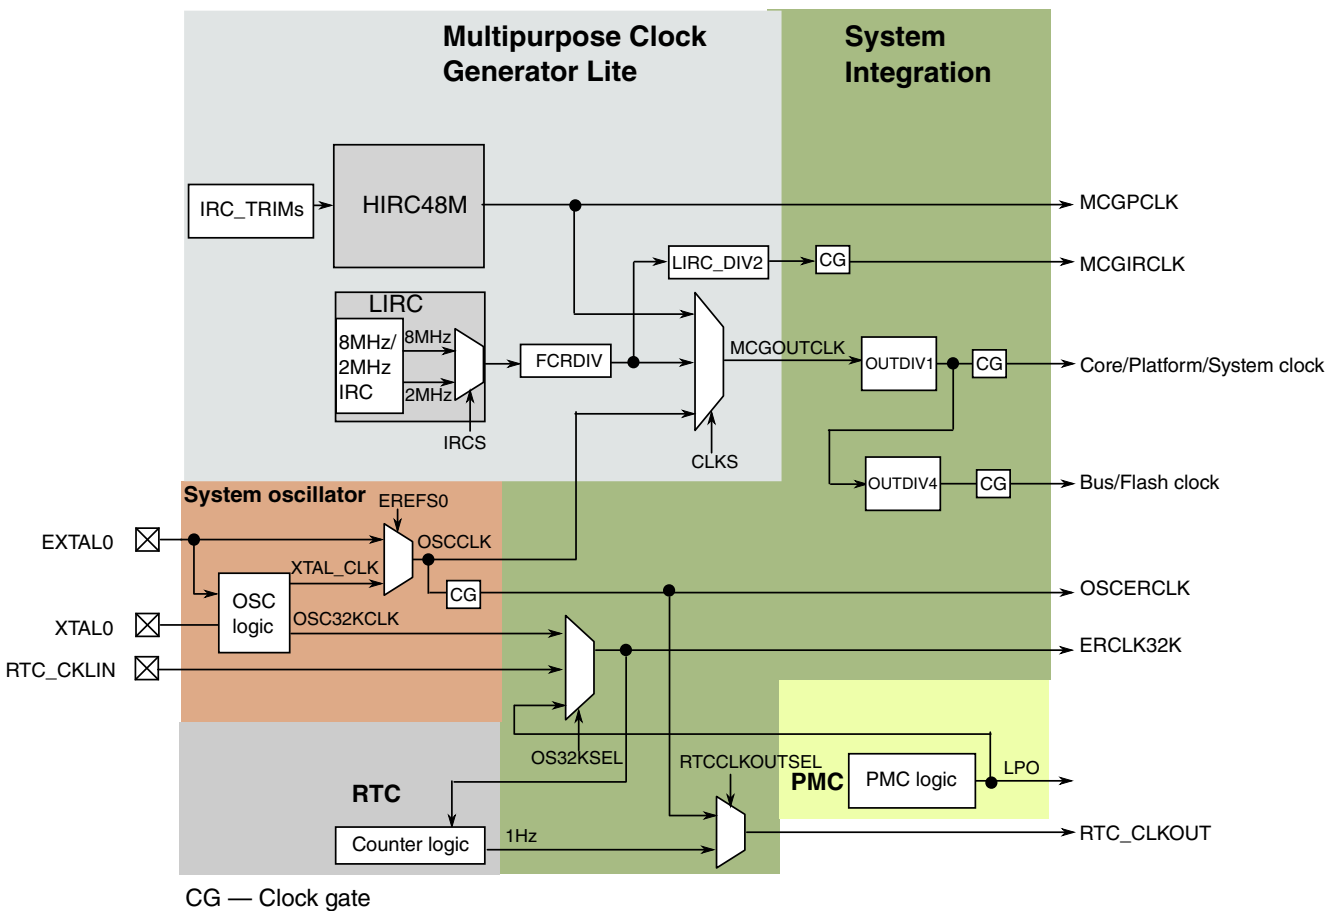 Multipurpose Clock
Generator Lite
System
Integration
IRC_TRIMs
HIRC48M
MCGPCLK
LIRC_DIV2
CG
MCGIRCLK
LIRC
8MHz/
2MHz
IRC
8MHz
2MHz
IRCS
FCRDIV
MCGOUTCLK
CLKS
OUTDIV1
CG
Core/Platform/System clock
OUTDIV4
CG
Bus/Flash clock
System oscillator
EREFS0
EXTAL0
OSCCLK
XTAL_CLK
CG
OSCERCLK
OSC
logic
XTAL0
OSC32KCLK
ERCLK32K
RTC_CKLIN
OS32KSEL
RTCCLKOUTSEL
PMC
PMC logic
LPO
RTC
Counter logic
1Hz
RTC_CLKOUT
CG — Clock gate